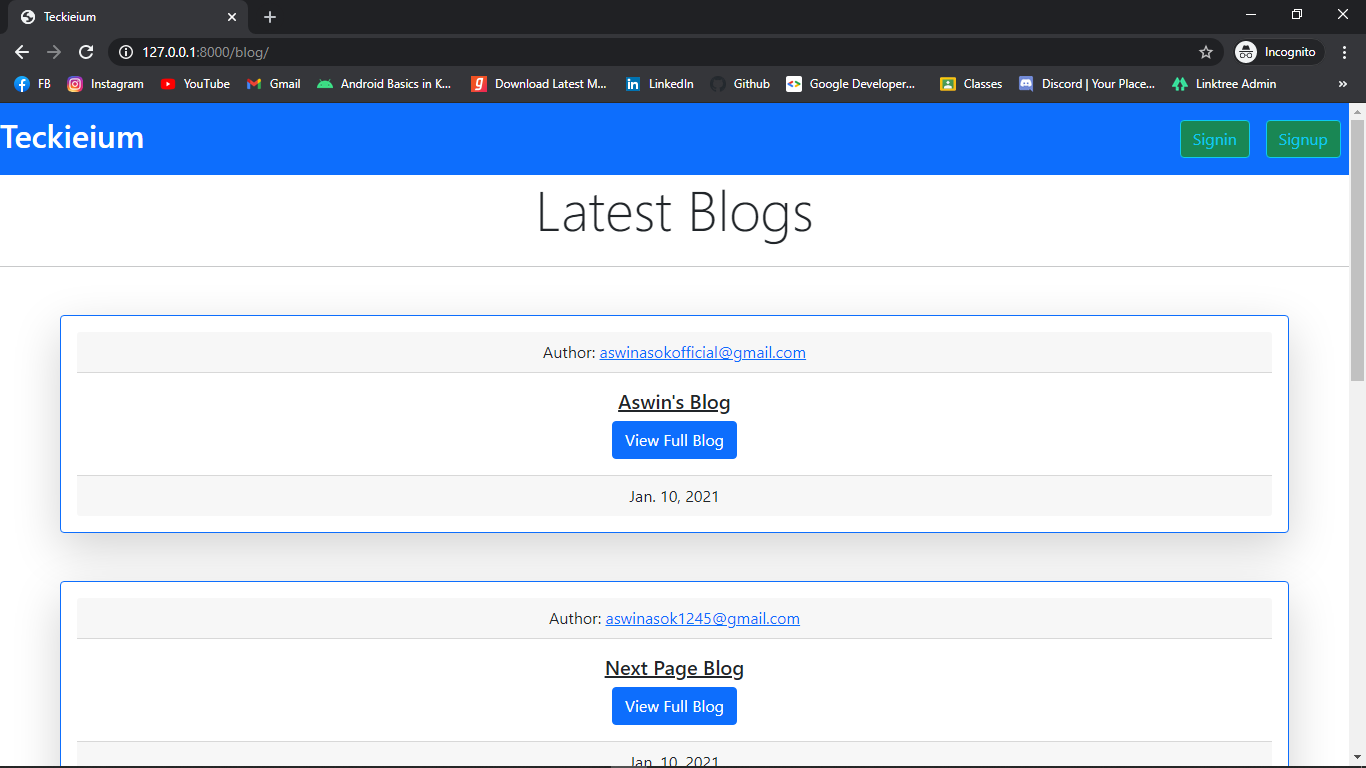 Teckieium
127.0.0.1:8000/blog/
Incognito
FB Instagram YouTube Gmail Android Basics in K... Download Latest M... LinkedIn Github Google Developer... Classes Discord | Your Place... Linktree Admin »
Teckieium Signin Signup
Latest Blogs
Author: aswinasokofficial@gmail.com
Aswin's Blog
View Full Blog
Jan. 10, 2021
Author: aswinasok1245@gmail.com
Next Page Blog
View Full Blog
Jan. 10, 2021